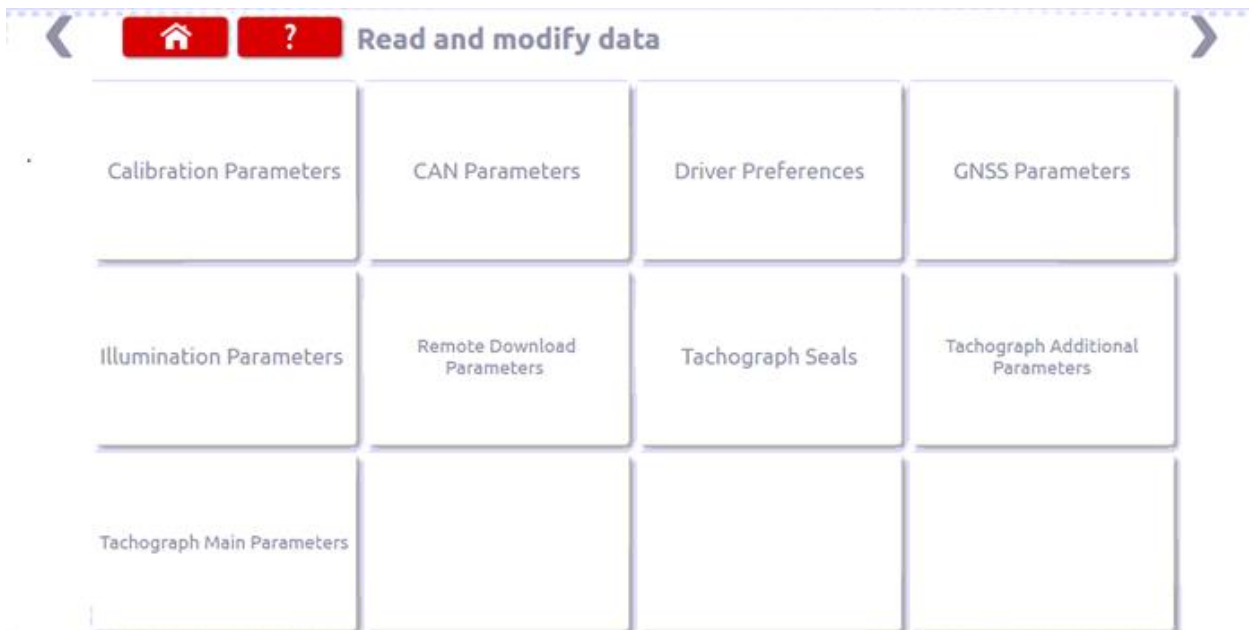 ? Read and modify data
Calibration Parameters
CAN Parameters
Driver Preferences
GNSS Parameters
Illumination Parameters
Remote Download
Parameters
Tachograph Seals
Tachograph Additional
Parameters
Tachograph Main Parameters